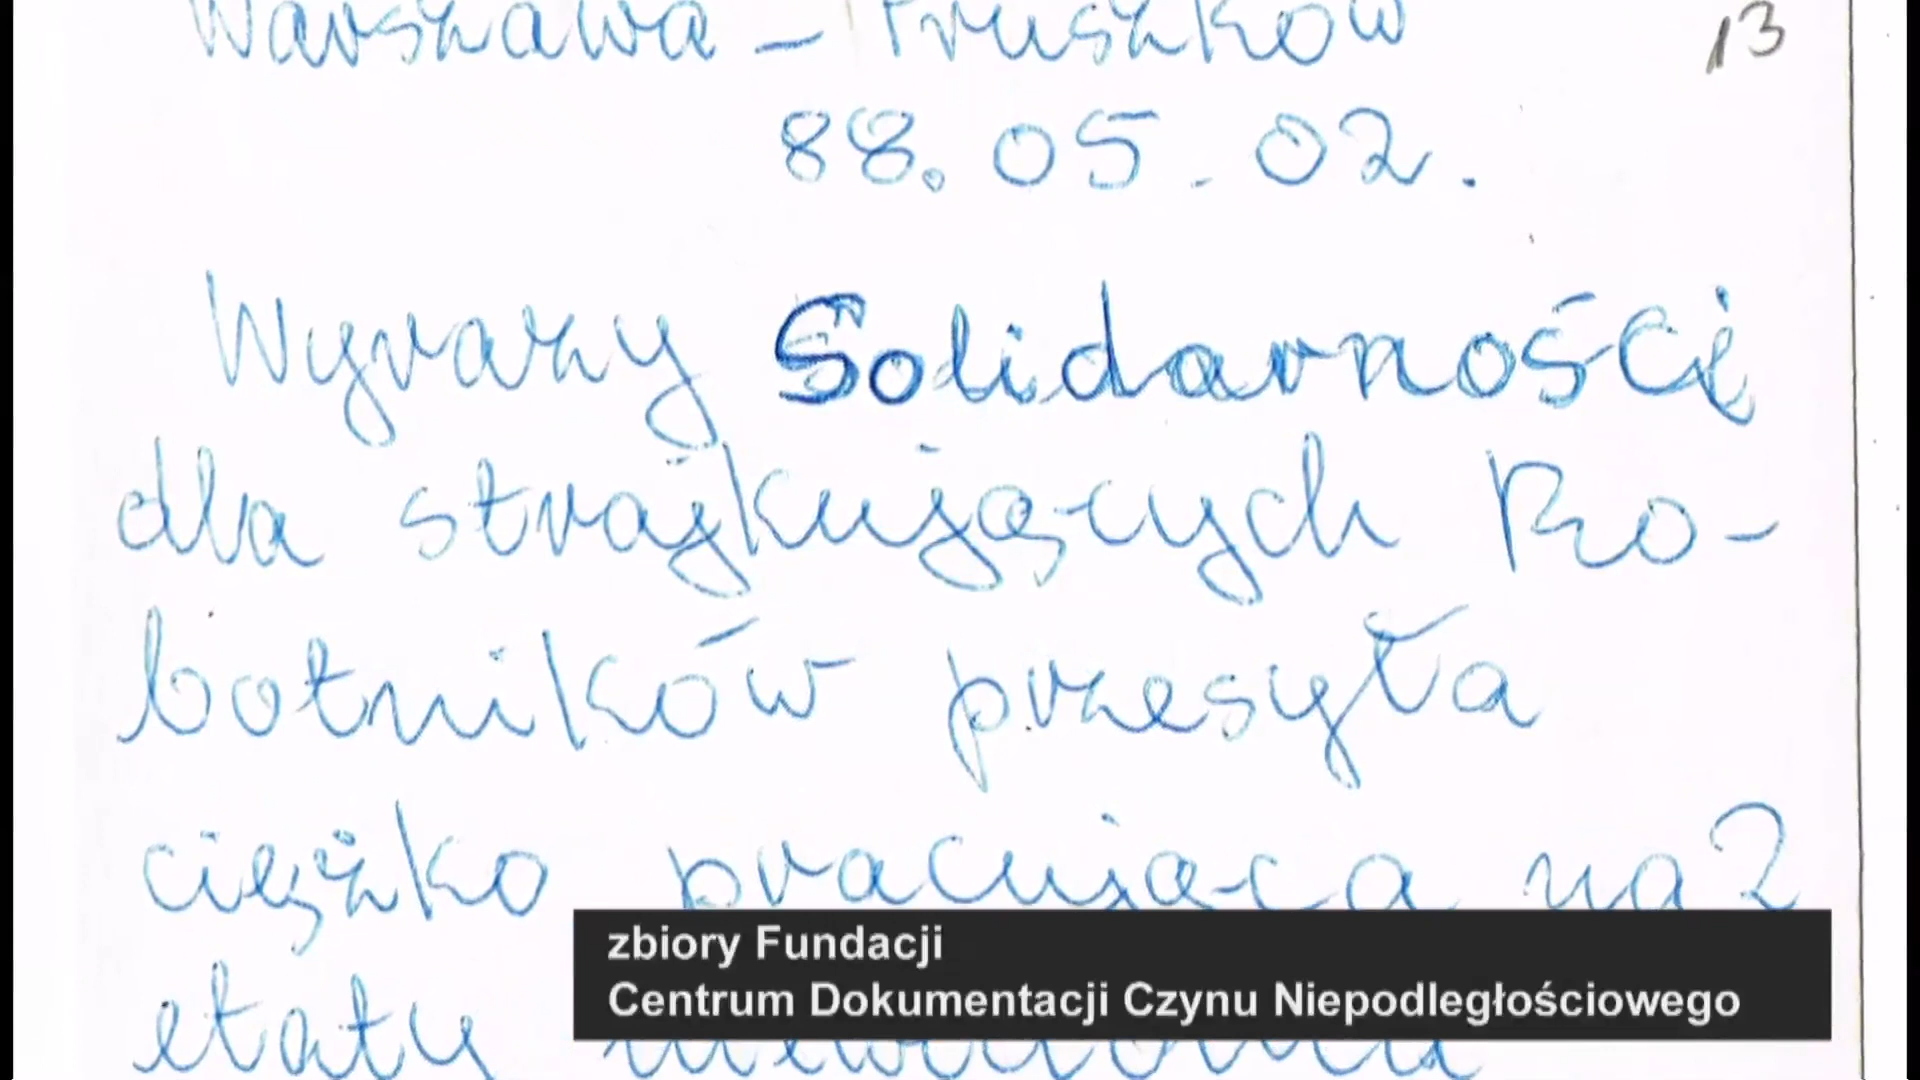 Warszawa – Pruszków
13
88.05.02.
Wyrazy Solidarności
dla strajkujących Ro-
botników przesyła
ciężko pracująca na 2
etaty
zbiory Fundacji
Centrum Dokumentacji Czynu Niepodległościowego